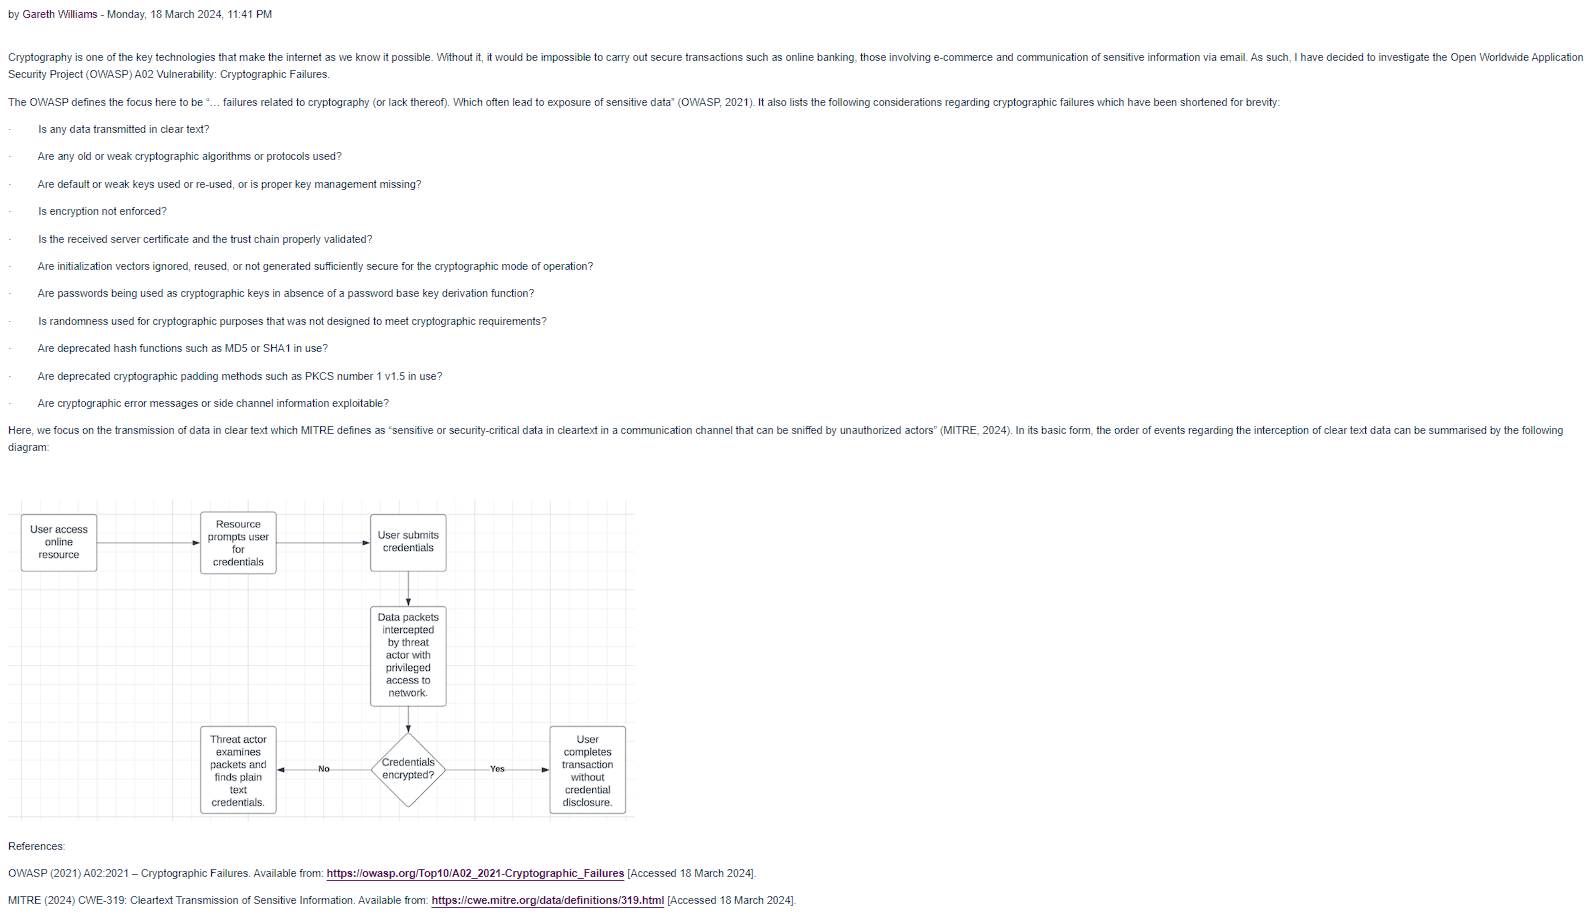 by Gareth Williams - Monday, 18 March 2024, 11:41 PM
Cryptography is one of the key technologies that make the internet as we know it possible. Without it, it would be impossible to carry out secure transactions such as online banking, those involving e-commerce and communication of sensitive information via email. As such, I have decided to investigate the Open Worldwide Application
Security Project (OWASP) A02 Vulnerability: Cryptographic Failures.
The OWASP defines the focus here to be “… failures related to cryptography (or lack thereof). Which often lead to exposure of sensitive data” (OWASP, 2021). It also lists the following considerations regarding cryptographic failures which have been shortened for brevity:
· Is any data transmitted in clear text?
· Are any old or weak cryptographic algorithms or protocols used?
· Are default or weak keys used or re-used, or is proper key management missing?
· Is encryption not enforced?
· Is the received server certificate and the trust chain properly validated?
· Are initialization vectors ignored, reused, or not generated sufficiently secure for the cryptographic mode of operation?
· Are passwords being used as cryptographic keys in absence of a password base key derivation function?
· Is randomness used for cryptographic purposes that was not designed to meet cryptographic requirements?
· Are deprecated hash functions such as MD5 or SHA1 in use?
· Are deprecated cryptographic padding methods such as PKCS number 1 v1.5 in use?
· Are cryptographic error messages or side channel information exploitable?
Here, we focus on the transmission of data in clear text which MITRE defines as “sensitive or security-critical data in cleartext in a communication channel that can be sniffed by unauthorized actors” (MITRE, 2024). In its basic form, the order of events regarding the interception of clear text data can be summarised by the following
diagram:
User access
online
resource
Resource
prompts user
for
credentials
User submits
credentials
Data packets
intercepted
by threat
actor with
privileged
access to
network.
Credentials
encrypted?
No
Threat actor
examines
packets and
finds plain
text
credentials.
Yes
User
completes
transaction
without
credential
disclosure.
References:
OWASP (2021) A02:2021 – Cryptographic Failures. Available from: https://owasp.org/Top10/A02_2021-Cryptographic_Failures [Accessed 18 March 2024].
MITRE (2024) CWE-319: Cleartext Transmission of Sensitive Information. Available from: https://cwe.mitre.org/data/definitions/319.html [Accessed 18 March 2024].